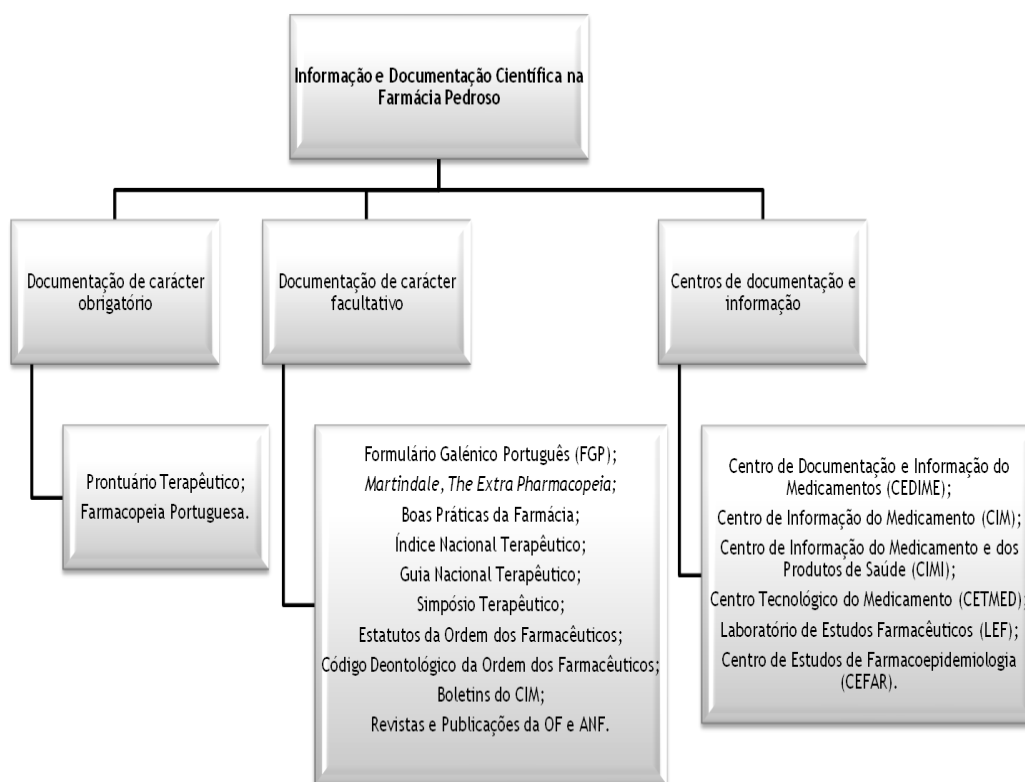 Informação e Documentação Científica na
Farmácia Pedroso
Documentação de carácter
obrigatório
Documentação de carácter
facultativo
Centros de documentação e
informação
Prontuário Terapêutico;
Farmacopeia Portuguesa.
Formulário Galénico Português (FGP);
Martindale, The Extra Pharmacopeia;
Boas Práticas da Farmácia;
Índice Nacional Terapêutico;
Guia Nacional Terapêutico;
Simpósio Terapêutico;
Estatutos da Ordem dos Farmacêuticos;
Código Deontológico da Ordem dos Farmacêuticos;
Boletins do CIM;
Revistas e Publicações da OF e ANF.
Centro de Documentação e Informação do
Medicamentos (CEDIME);
Centro de Informação do Medicamento (CIM);
Centro de Informação do Medicamento e dos
Produtos de Saúde (CIMI);
Centro Tecnológico do Medicamento (CETMED);
Laboratório de Estudos Farmacêuticos (LEF);
Centro de Estudos de Farmacoepidemiologia
(CEFAR).